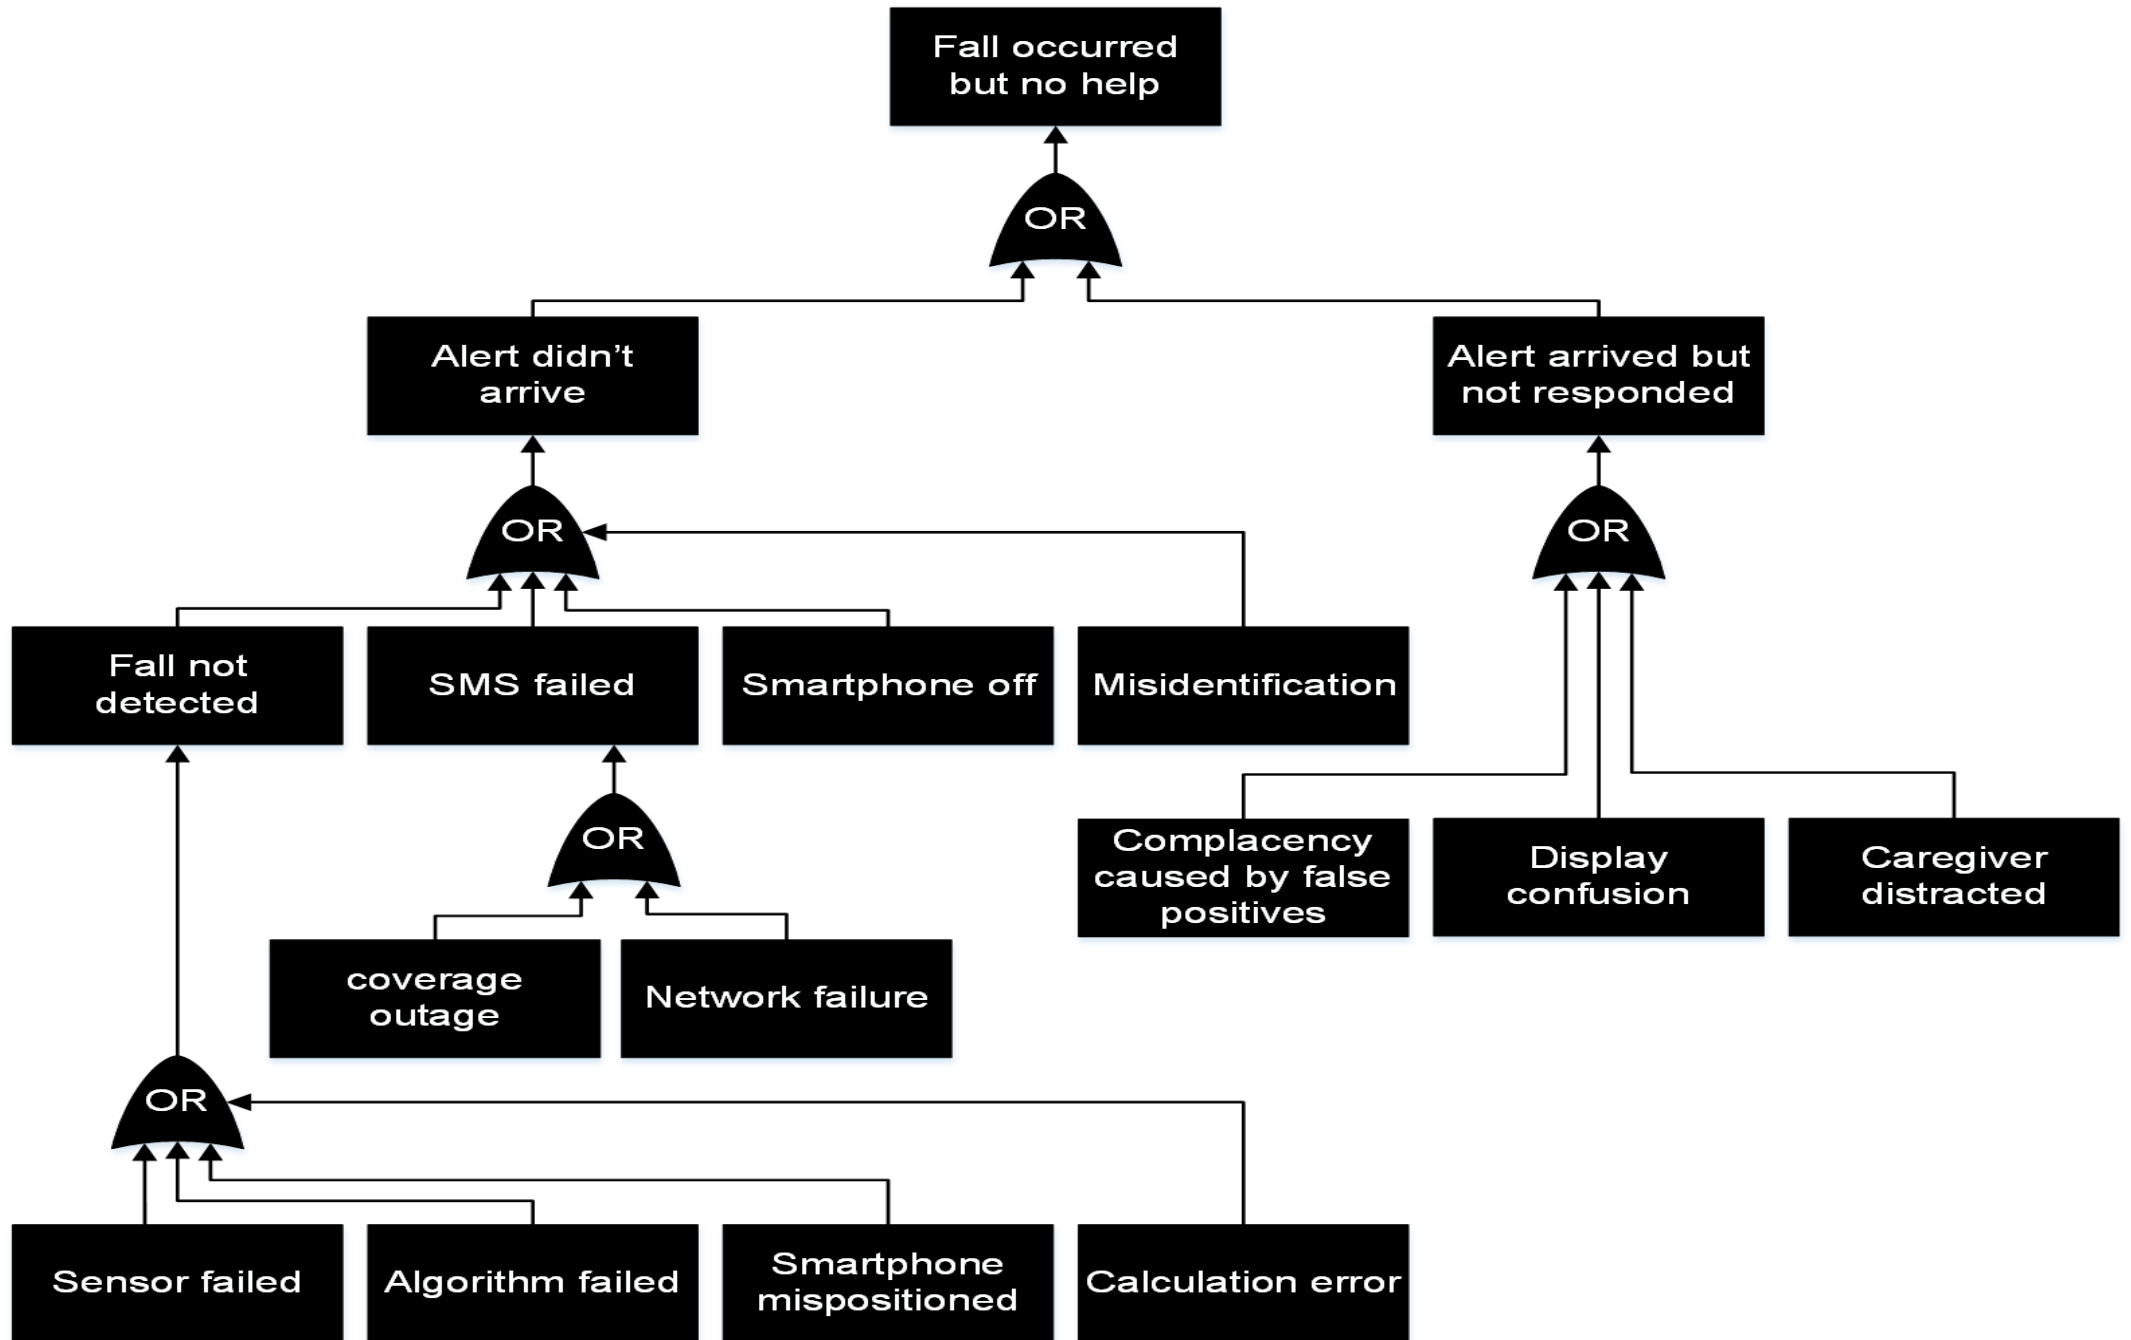 Fall occurred
but no help
OR
Alert didn’t
arrive
Alert arrived but
not responded
OR
OR
Fall not
detected
SMS failed
Smartphone off
Misidentification
OR
Complacency
caused by false
positives
Display
confusion
Caregiver
distracted
coverage
outage
Network failure
OR
Sensor failed
Algorithm failed
Smartphone
mispositioned
Calculation error